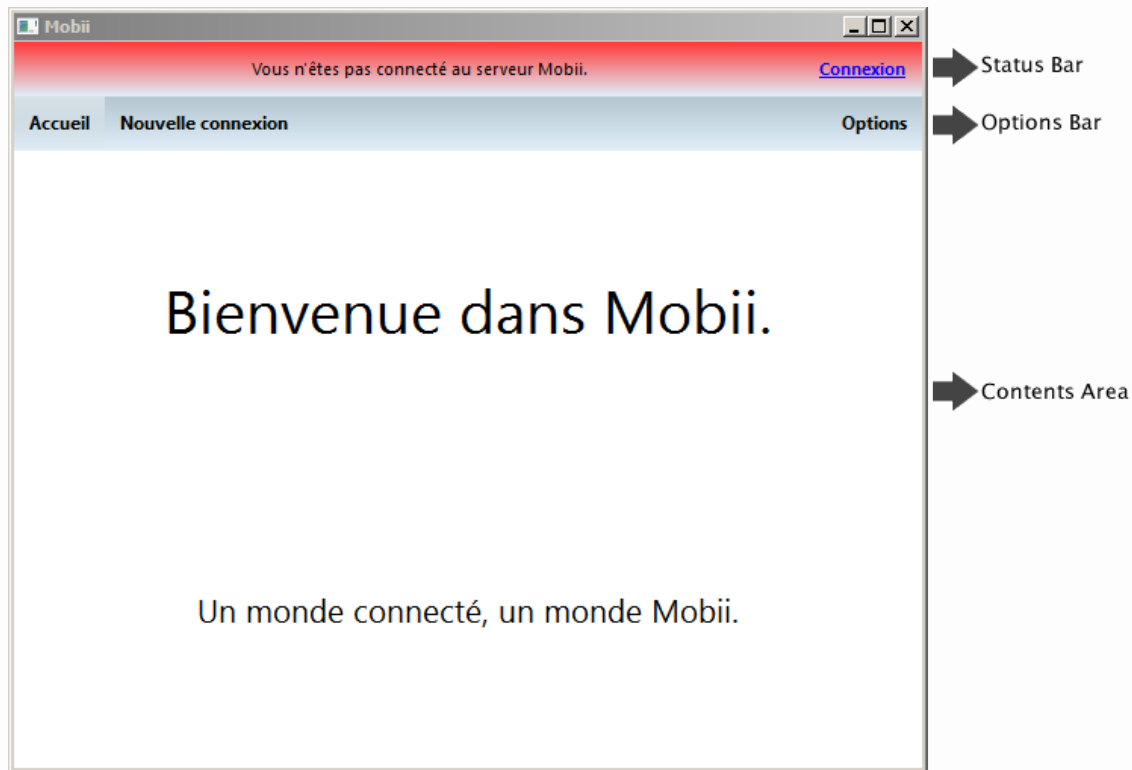 Mobii
Vous n'êtes pas connecté au serveur Mobii. Connexion
Status Bar
Accueil Nouvelle connexion Options
Options Bar
Bienvenue dans Mobii.
Contents Area
Un monde connecté, un monde Mobii.